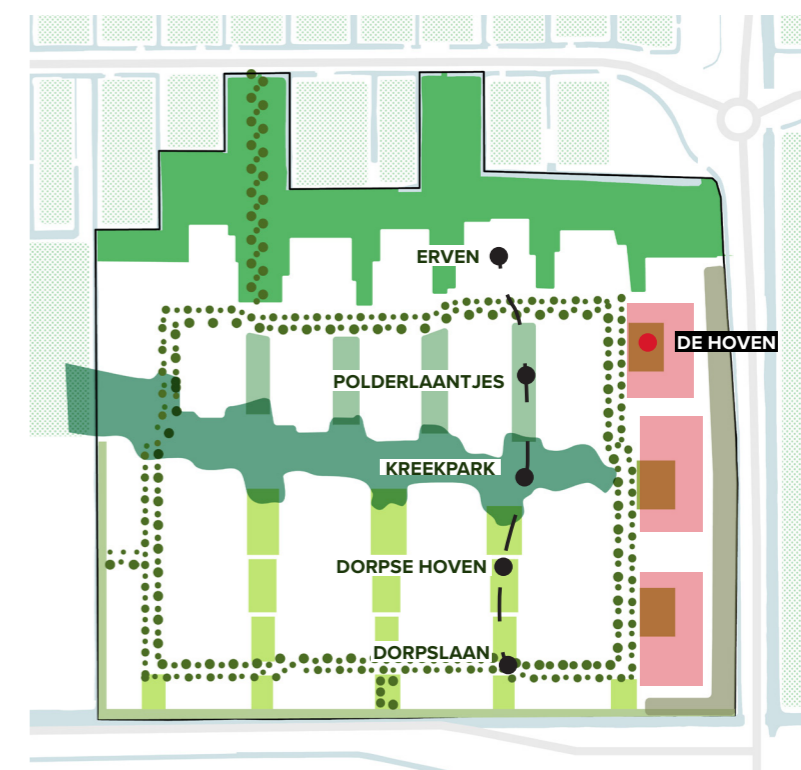 ERVEN
DE HOVEN
POLDERLAANTJES
KREEKPARK
DORPSE HOVEN
DORPSLAAN